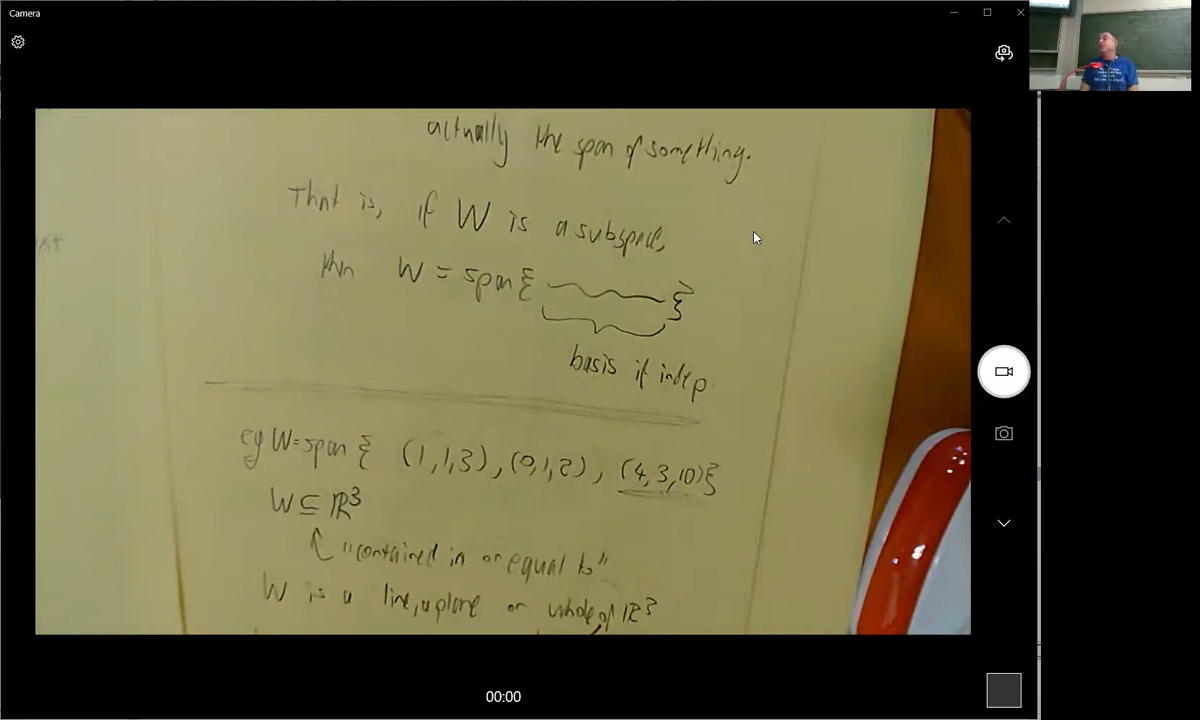 Camera
actually the span of something.
That is, if W is a subspace,
then W = span{ }
basis if indep
eg W=span { (1,1,3), (0,1,2), (4,3,10)}
W ⊆ ℝ³
"contained in or equal to"
W is a line, a plane or whole of ℝ³
00:00